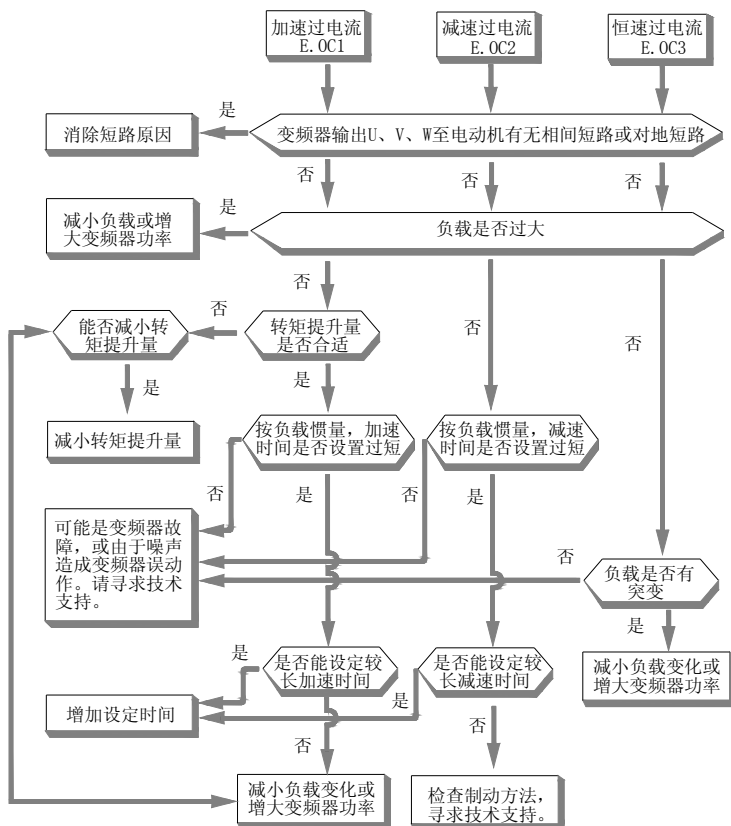 加速过电流
E.OC1
减速过电流
E.OC2
恒速过电流
E.OC3
是
消除短路原因
变频器输出U、V、W至电动机有无相间短路或对地短路
否
否
否
是
减小负载或增
大变频器功率
负载是否过大
否
否
否
能否减小转
矩提升量
否
转矩提升量
是否合适
是
是
减小转矩提升量
按负载惯量，加速
时间是否设置过短
按负载惯量，减速
时间是否设置过短
否
是
否
是
可能是变频器故
障，或由于噪声
造成变频器误动
作。请寻求技术
支持。
否
负载是否有
突变
是
减小负载变化或
增大变频器功率
是
是否能设定较
长加速时间
是否能设定较
长减速时间
是
增加设定时间
否
否
减小负载变化或
增大变频器功率
检查制动方法，
寻求技术支持。